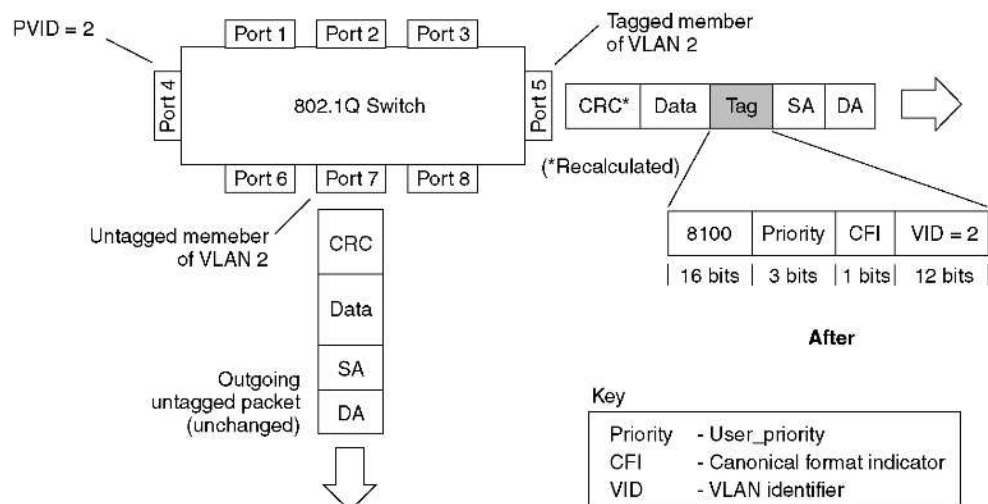 PVID = 2
Port 1
Port 2
Port 3
Tagged member
of VLAN 2
Port 4
802.1Q Switch
Port 5
CRC*
Data
Tag
SA
DA
(*Recalculated)
Port 6
Port 7
Port 8
Untagged memeber
of VLAN 2
CRC
Data
SA
DA
8100
Priority
CFI
VID = 2
16 bits
3 bits
1 bits
12 bits
After
Outgoing
untagged packet
(unchanged)
Key
Priority - User_priority
CFI - Canonical format indicator
VID - VLAN identifier